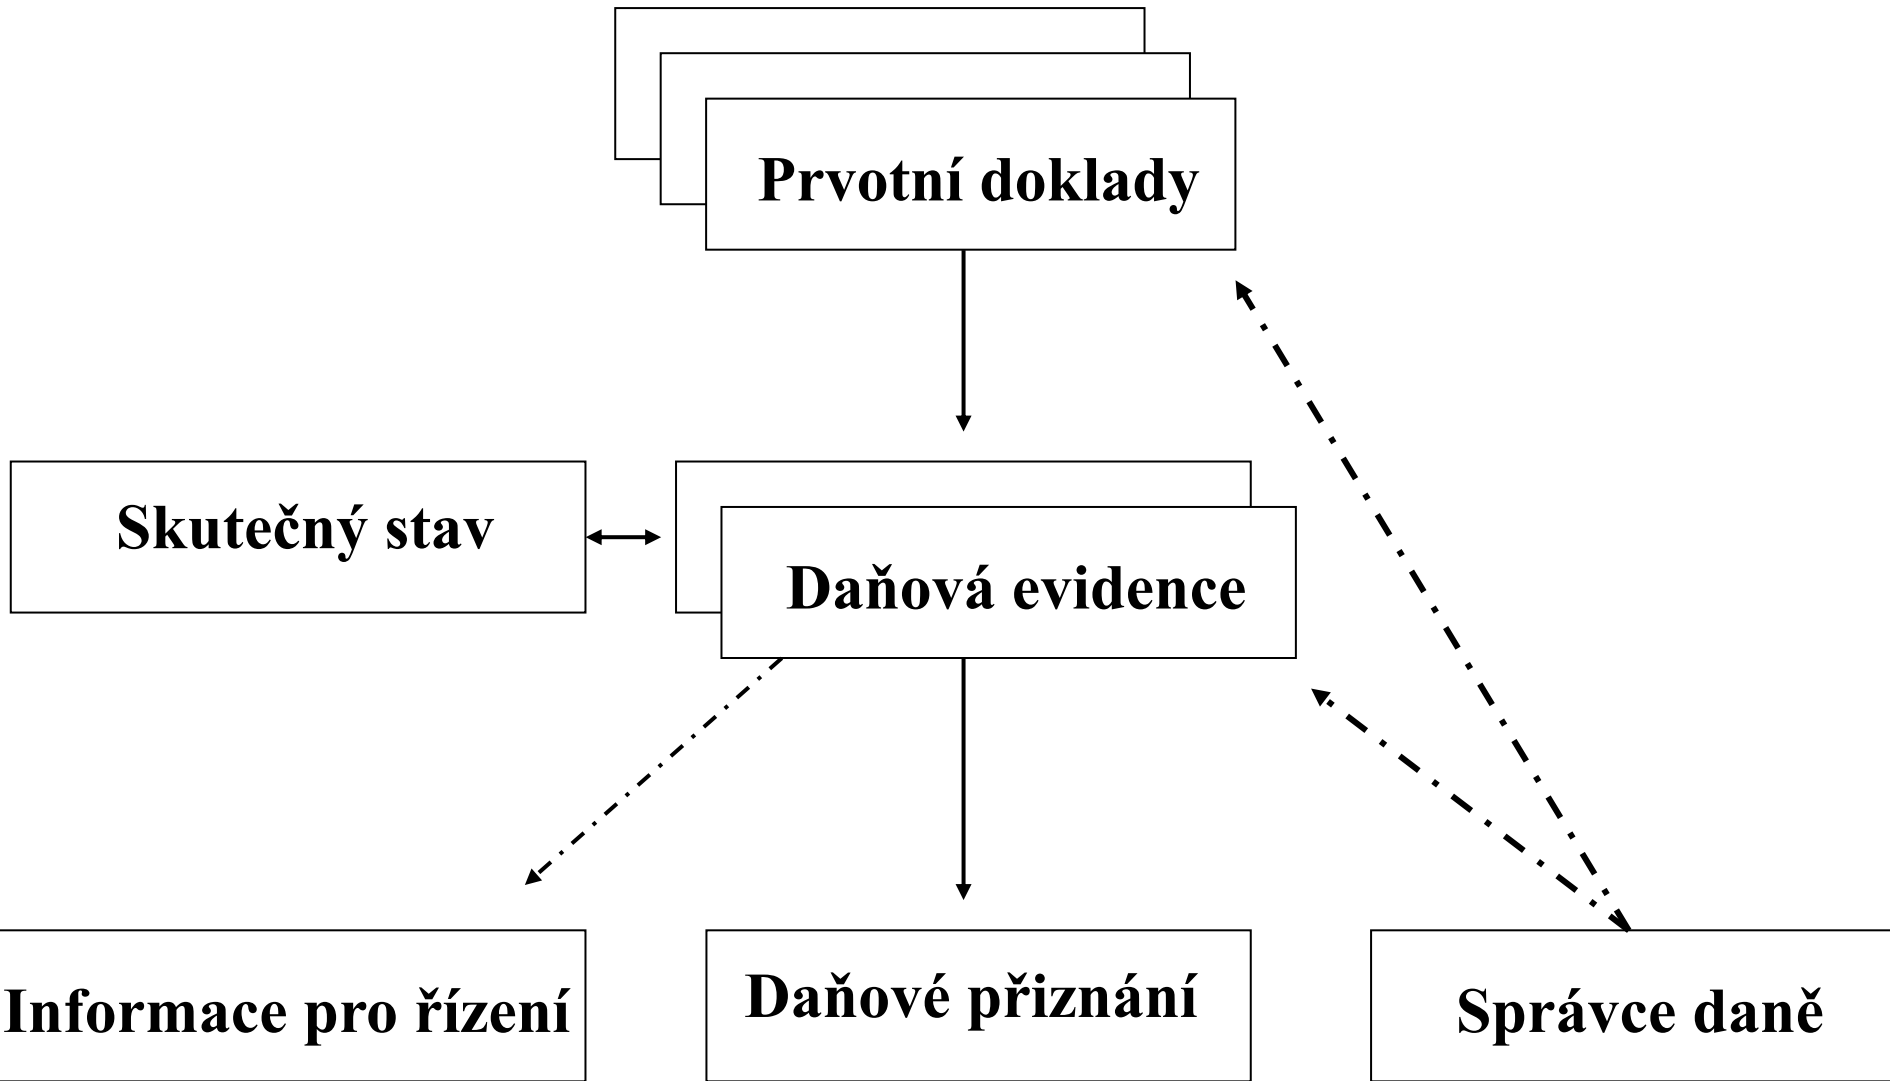 Prvotní doklady
Skutečný stav
Daňová evidence
Informace pro řízení
Daňové přiznání
Správce daně